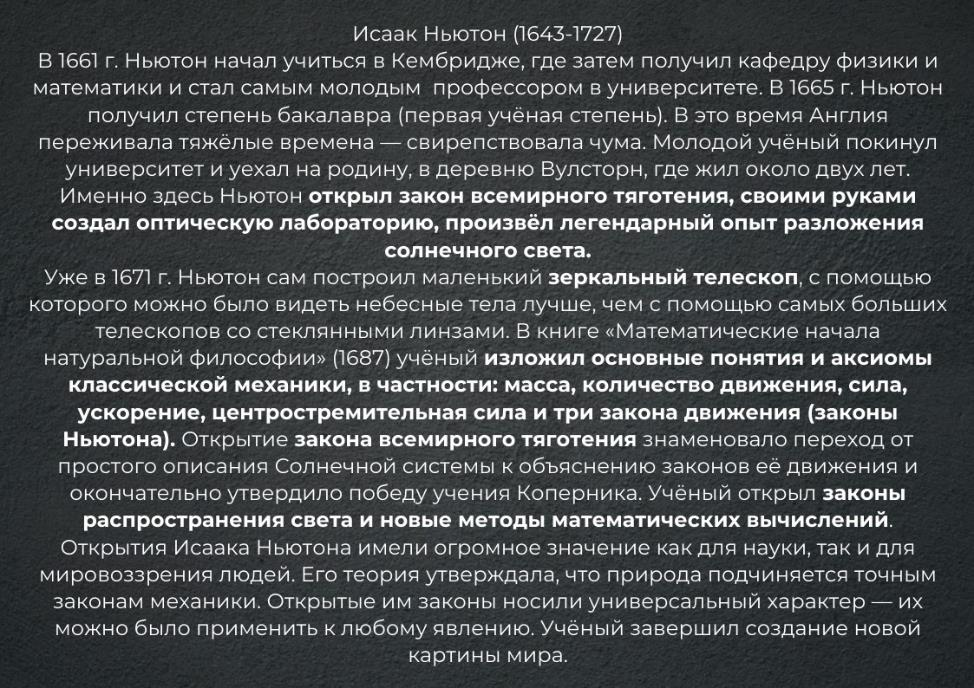 Исаак Ньютон (1643-1727)
В 1661 г. Ньютон начал учиться в Кембридже, где затем получил кафедру физики и
математики и стал самым молодым профессором в университете. В 1665 г. Ньютон
получил степень бакалавра (первая учёная степень). В это время Англия
переживала тяжёлые времена — свирепствовала чума. Молодой учёный покинул
университет и уехал на родину, в деревню Вулсторн, где жил около двух лет.
Именно здесь Ньютон открыл закон всемирного тяготения, своими руками
создал оптическую лабораторию, произвёл легендарный опыт разложения
солнечного света.
Уже в 1671 г. Ньютон сам построил маленький зеркальный телескоп, с помощью
которого можно было видеть небесные тела лучше, чем с помощью самых больших
телескопов со стеклянными линзами. В книге «Математические начала
натуральной философии» (1687) учёный изложил основные понятия и аксиомы
классической механики, в частности: масса, количество движения, сила,
ускорение, центростремительная сила и три закона движения (законы
Ньютона). Открытие закона всемирного тяготения знаменовало переход от
простого описания Солнечной системы к объяснению законов её движения и
окончательно утвердило победу учения Коперника. Учёный открыл законы
распространения света и новые методы математических вычислений.
Открытия Исаака Ньютона имели огромное значение как для науки, так и для
мировоззрения людей. Его теория утверждала, что природа подчиняется точным
законам механики. Открытые им законы носили универсальный характер — их
можно было применить к любому явлению. Учёный завершил создание новой
картины мира.